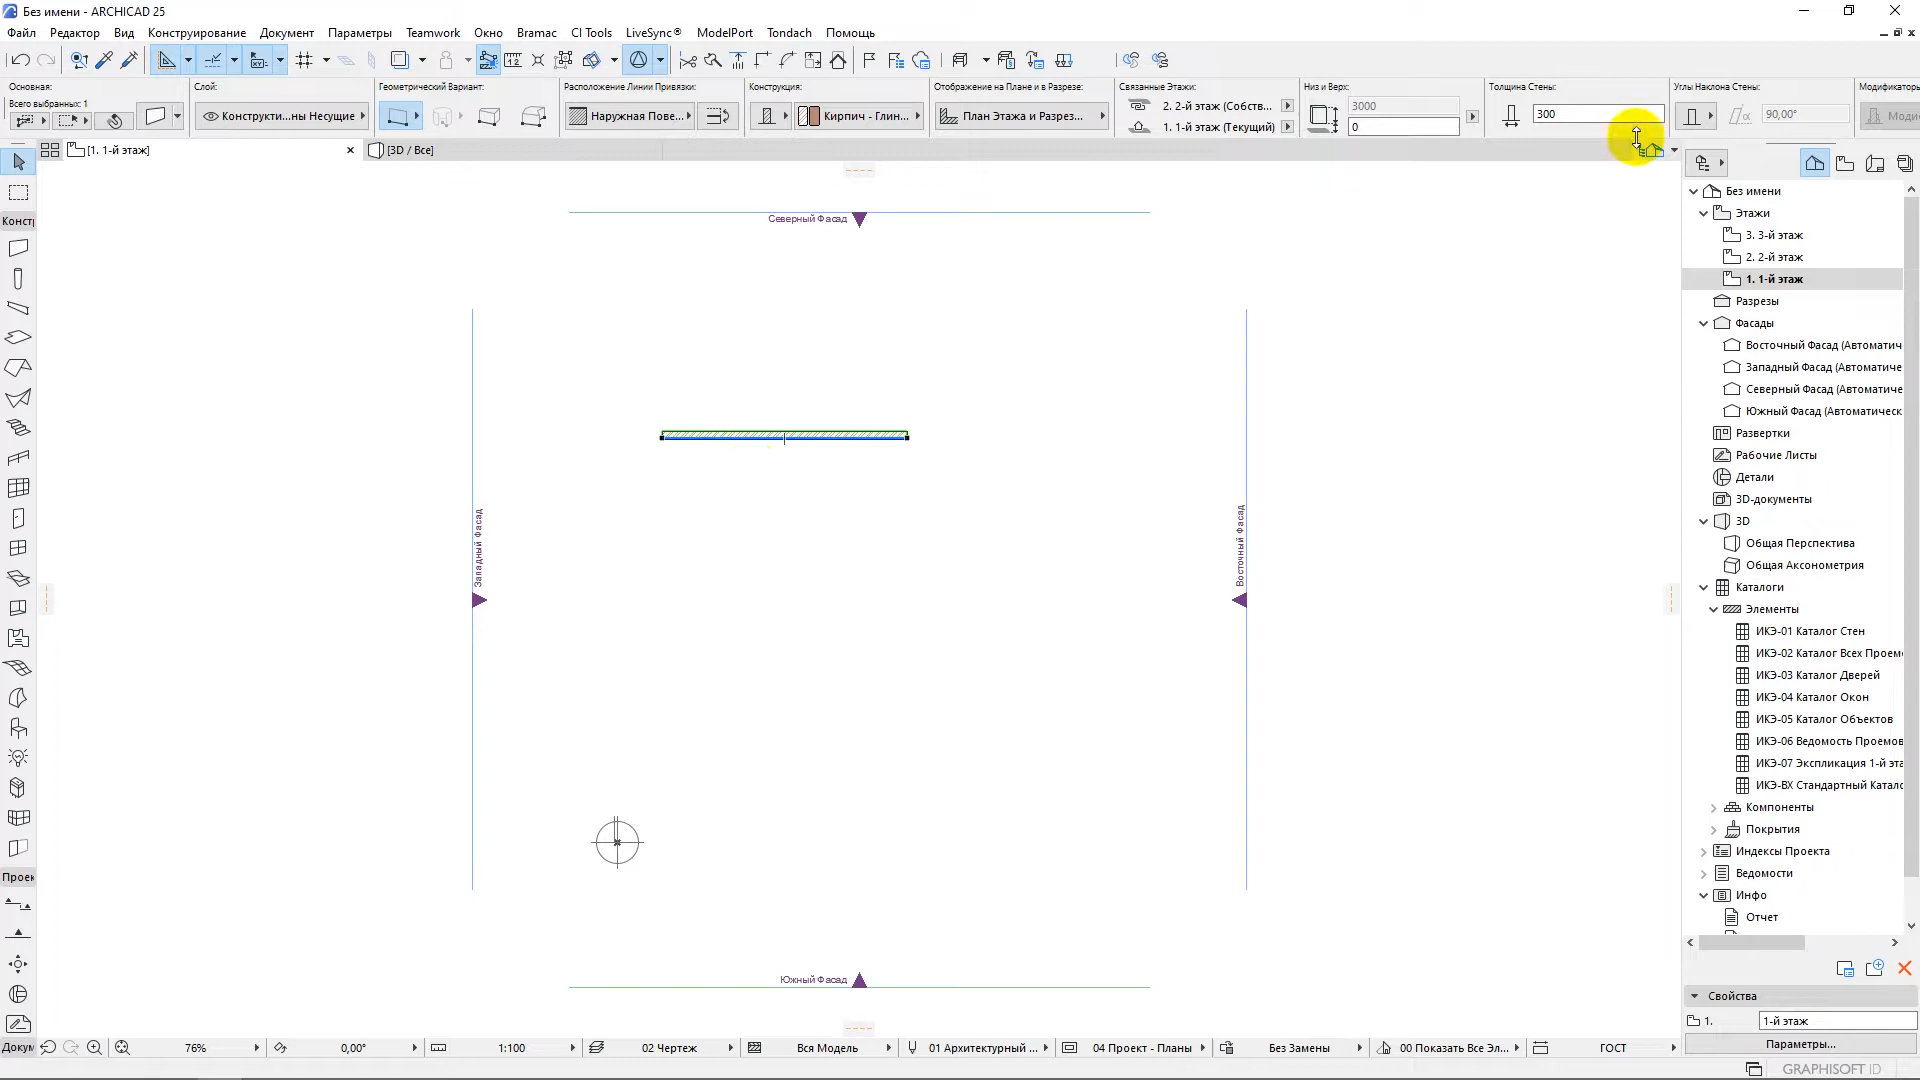 Без имени - ARCHICAD 25
Файл Редактор Вид Конструирование Документ Параметры Teamwork Окно Bramac CI Tools LiveSync® ModelPort Tondach Помощь
Основная: Слой: Геометрический Вариант: Расположение Линии Привязки: Конструкция: Отображение на Плане и в Разрезе: Связанные Этажи: Низ и Верх: Толщина Стены: Углы Наклона Стены: Модификаторы
Всего выбранных: 1
Конструкти...ны Несущие
Наружная Пове...
Кирпич - Глин...
План Этажа и Разрез...
2. 2-й этаж (Собств...
1. 1-й этаж (Текущий)
3000
0
300
90,00°
Моди
[1. 1-й этаж]
[3D / Все]
Констр
Проек
Докум
Северный Фасад
Западный Фасад
Восточный Фасад
Южный Фасад
Без имени
Этажи
3. 3-й этаж
2. 2-й этаж
1. 1-й этаж
Разрезы
Фасады
Восточный Фасад (Автоматич
Западный Фасад (Автоматиче
Северный Фасад (Автоматиче
Южный Фасад (Автоматическ
Развертки
Рабочие Листы
Детали
3D-документы
3D
Общая Перспектива
Общая Аксонометрия
Каталоги
Элементы
ИКЭ-01 Каталог Стен
ИКЭ-02 Каталог Всех Проем
ИКЭ-03 Каталог Дверей
ИКЭ-04 Каталог Окон
ИКЭ-05 Каталог Объектов
ИКЭ-06 Ведомость Проемов
ИКЭ-07 Экспликация 1-й эта
ИКЭ-ВХ Стандартный Катало
Компоненты
Покрытия
Индексы Проекта
Ведомости
Инфо
Отчет
Свойства
1. 1-й этаж
Параметры...
76% 0,00° 1:100 02 Чертеж Вся Модель 01 Архитектурный ... 04 Проект - Планы Без Замены 00 Показать Все Эл... ГОСТ
GRAPHISOFT ID